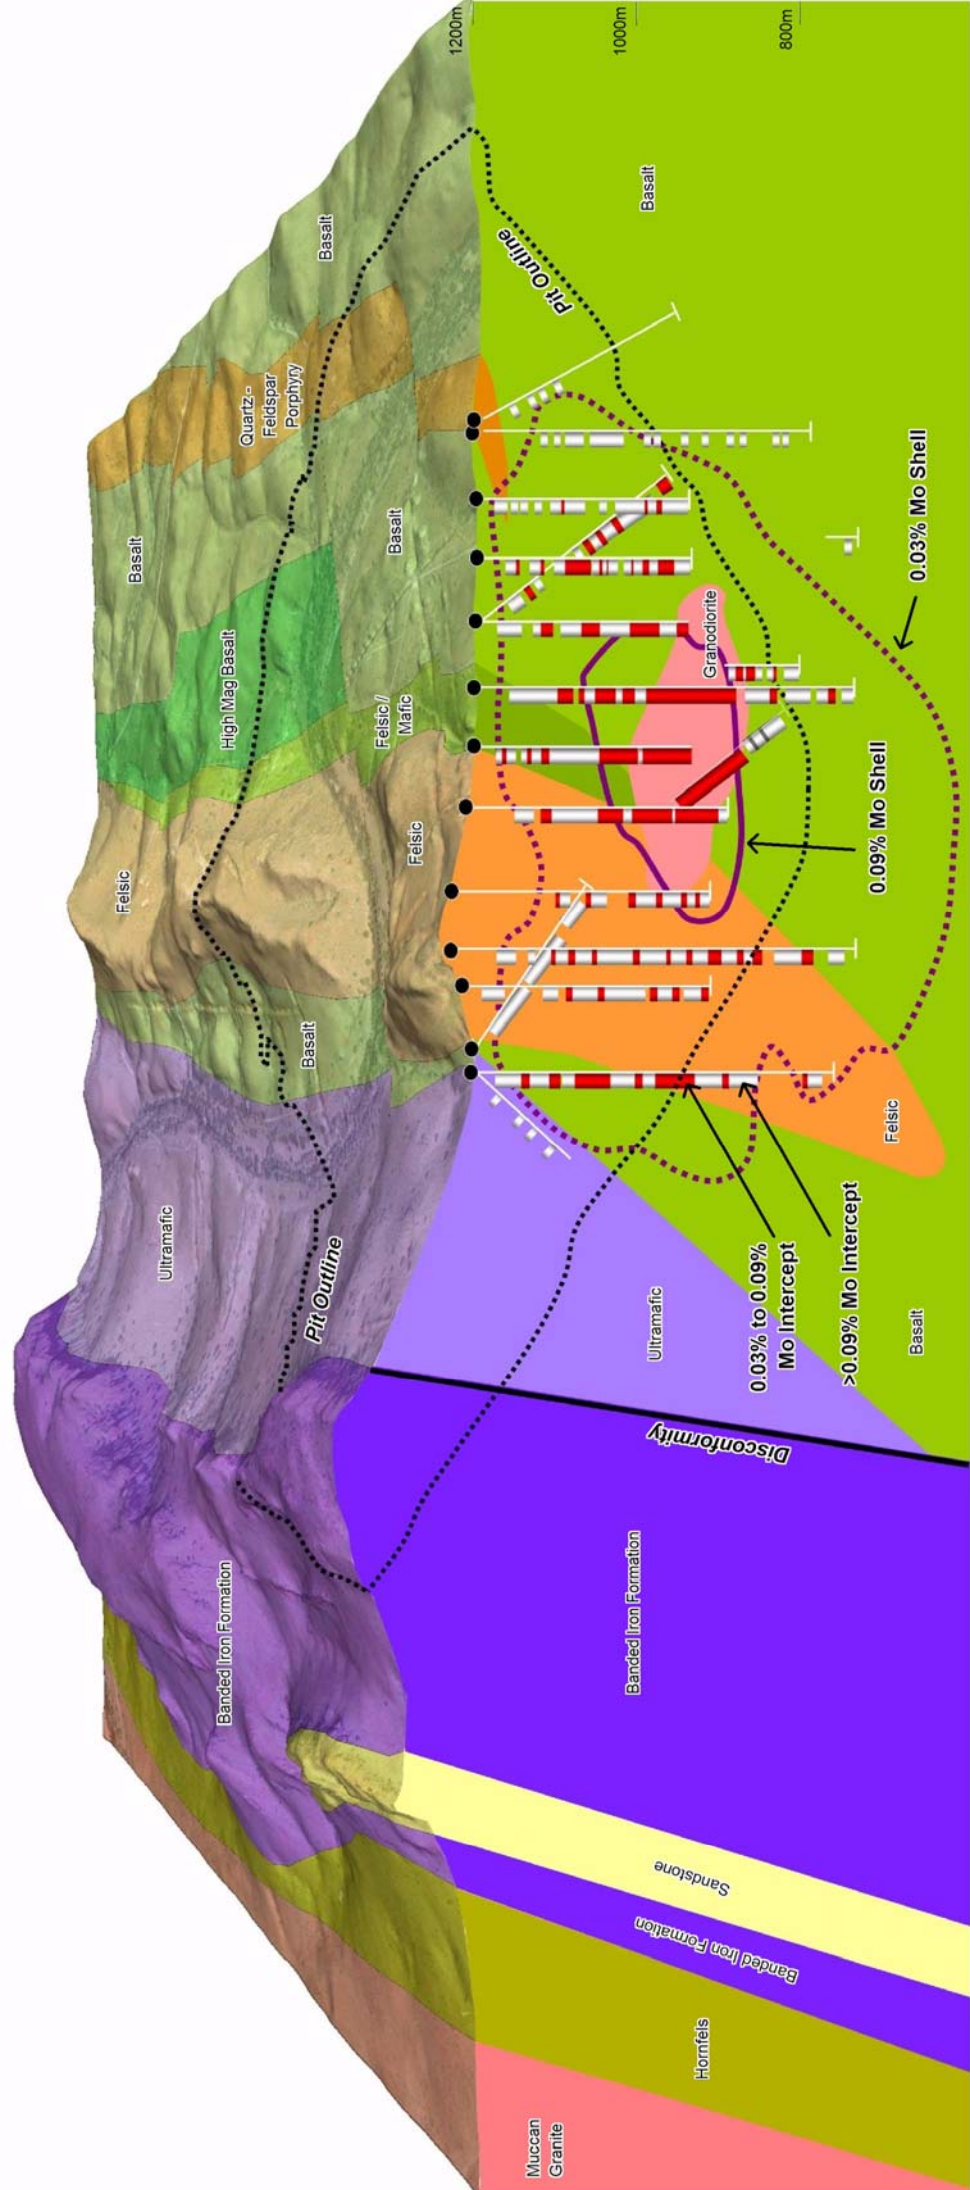 1200m
1000m
800m
Basalt
Basalt
Quartz -
Feldspar
Porphyry
Pit Outline
Basalt
Basalt
High Mag Basalt
Felsic /
Mafic
Granodiorite
0.03% Mo Shell
Felsic
Felsic
0.09% Mo Shell
Basalt
Felsic
Ultramafic
Pit Outline
Ultramafic
0.03% to 0.09%
Mo Intercept
>0.09% Mo Intercept
Basalt
Disconformity
Banded Iron Formation
Banded Iron Formation
Sandstone
Banded Iron Formation
Hornfels
Muccan
Granite